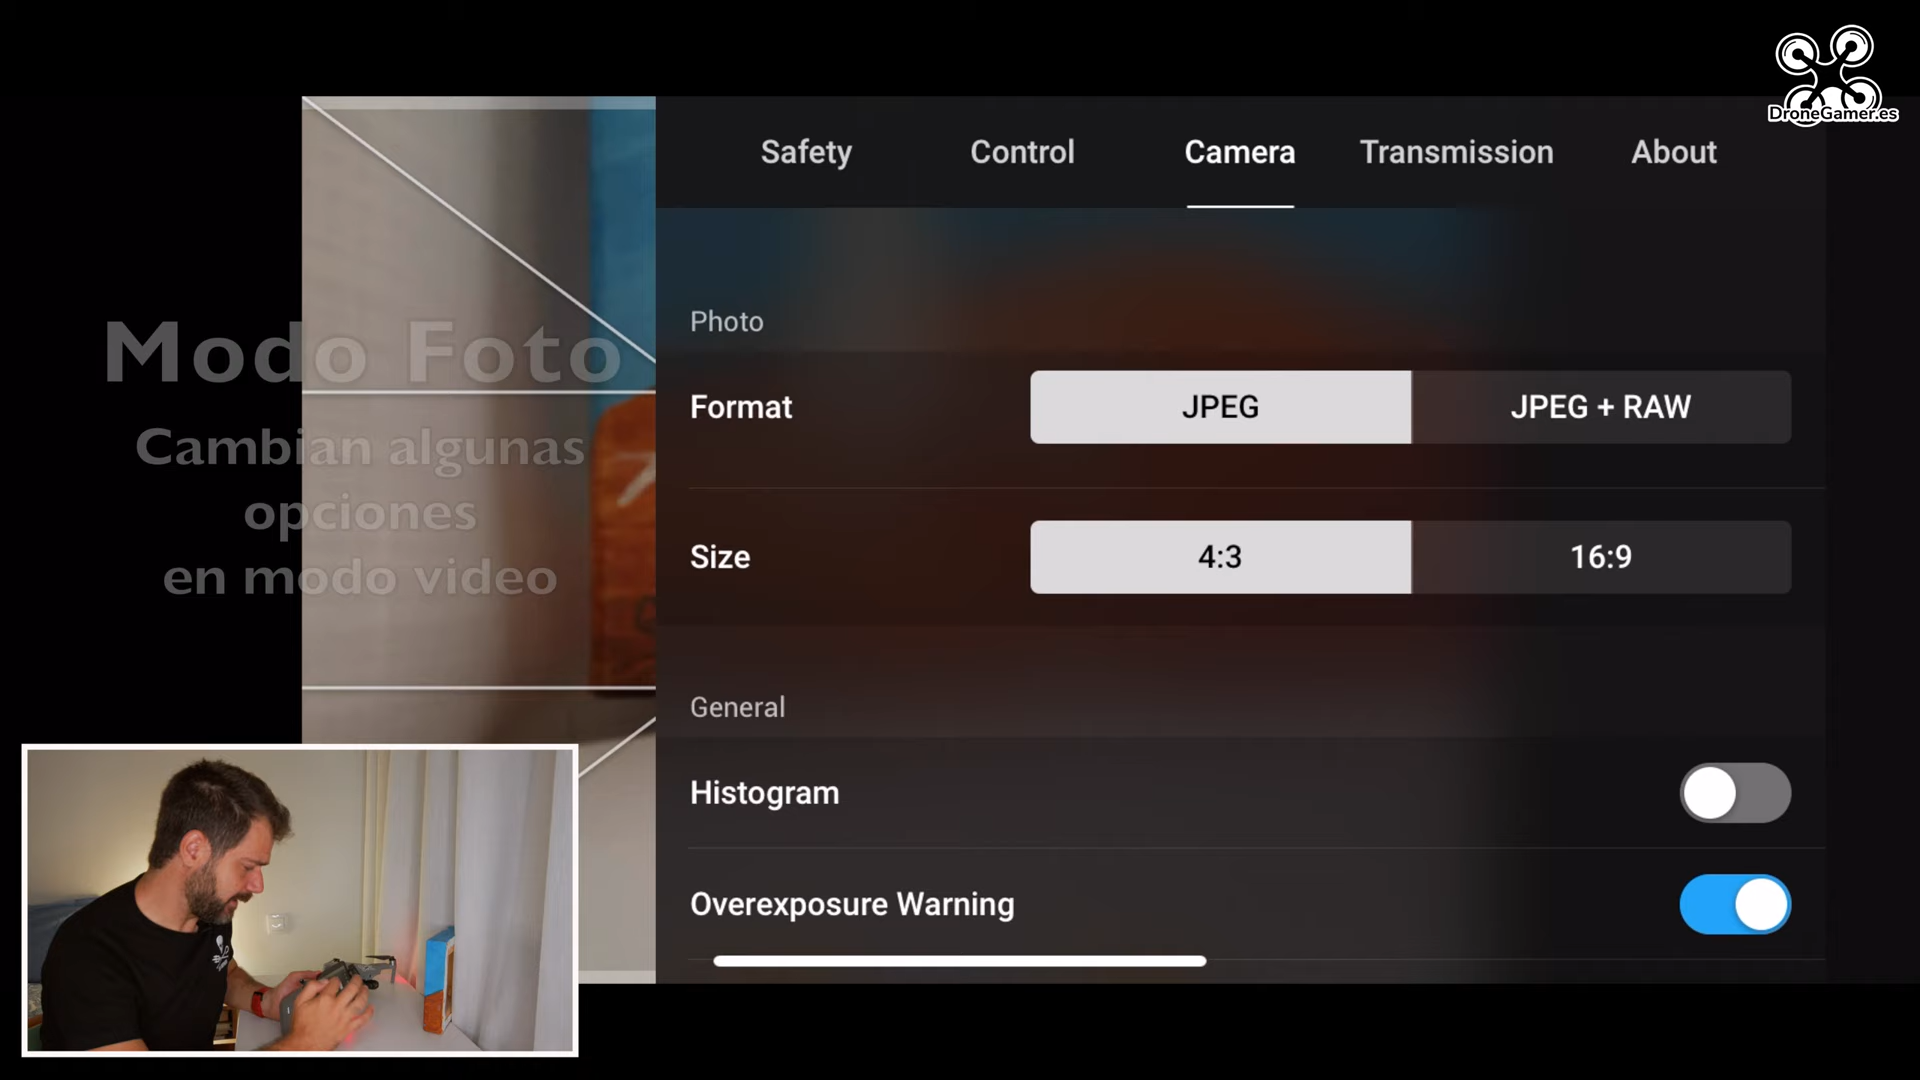 DroneGamer.es
Safety Control Camera Transmission About
Modo Foto
Cambian algunas
opciones
en modo video
Photo
Format JPEG JPEG + RAW
Size 4:3 16:9
General
Histogram
Overexposure Warning